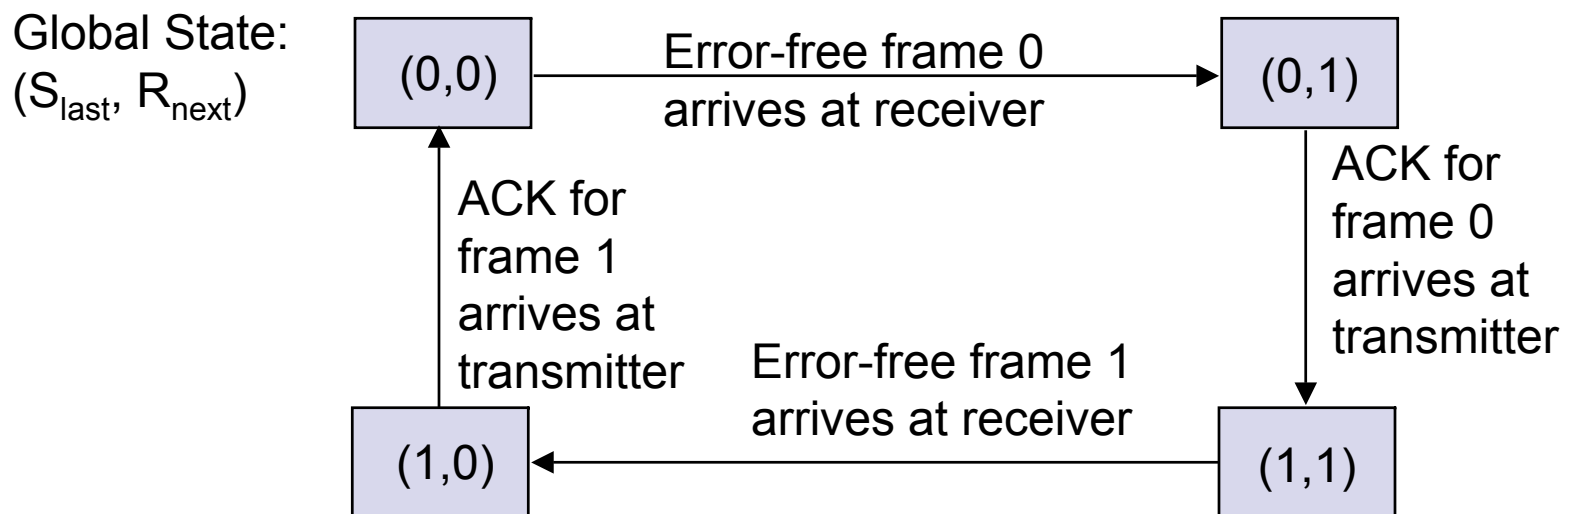 Global State:
(Slast, Rnext)
(0,0)
Error-free frame 0
arrives at receiver
(0,1)
ACK for
frame 0
arrives at
transmitter
ACK for
frame 1
arrives at
transmitter
Error-free frame 1
arrives at receiver
(1,0)
(1,1)